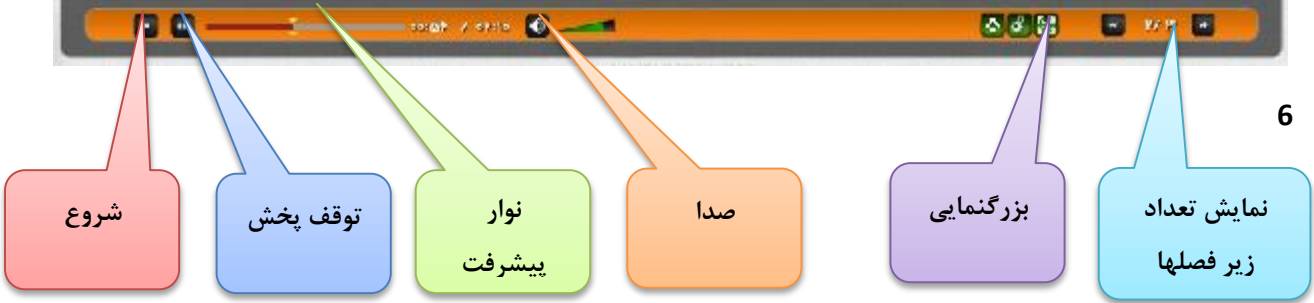 6
نمایش تعداد
زیر فصلها
بزرگنمایی
صدا
نوار
پیشرفت
توقف پخش
شروع